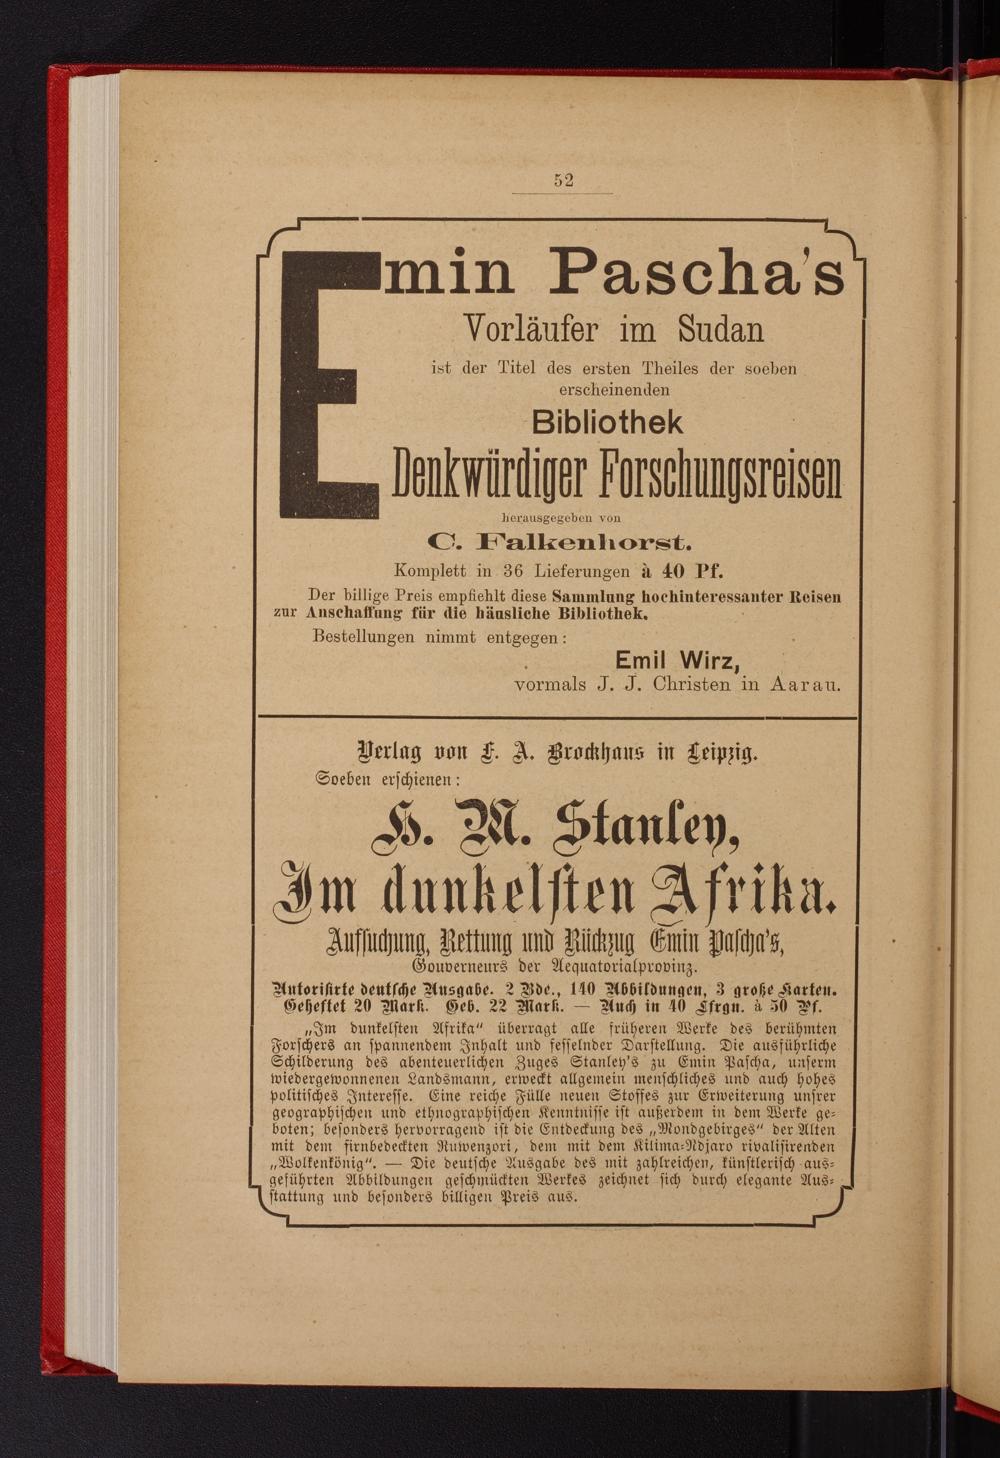 52
Emin Pascha's
Vorläufer im Sudan
ist der Titel des ersten Theiles der soeben
erscheinenden
Bibliothek
Denkwürdiger Forschungsreisen
herausgegeben von
C. Falkenhorst.
Komplett in 36 Lieferungen à 40 Pf.
Der billige Preis empfiehlt diese Sammlung hochinteressanter Reisen
zur Anschaffung für die häusliche Bibliothek.
Bestellungen nimmt entgegen:
Emil Wirz,
vormals J. J. Christen in Aarau.
Verlag von F. A. Brockhaus in Leipzig.
Soeben erschienen:
H. M. Stanley,
Im dunkelsten Afrika.
Aufsuchung, Rettung und Rückzug Emin Pascha's,
Gouverneurs der Aequatorialprovinz.
Autorisirte deutsche Ausgabe. 2 Bde., 140 Abbildungen, 3 große Karten.
Geheftet 20 Mark. Geb. 22 Mark. — Auch in 40 Lfrgn. à 50 Pf.
„Im dunkelsten Afrika" überragt alle früheren Werke des berühmten
Forschers an spannendem Inhalt und fesselnder Darstellung. Die ausführliche
Schilderung des abenteuerlichen Zuges Stanley's zu Emin Pascha, unserm
wiedergewonnenen Landsmann, erweckt allgemein menschliches und auch hohes
politisches Interesse. Eine reiche Fülle neuen Stoffes zur Erweiterung unsrer
geographischen und ethnographischen Kenntnisse ist außerdem in dem Werke ge-
boten; besonders hervorragend ist die Entdeckung des „Mondgebirges" der Alten
mit dem firnbedeckten Ruwenzori, dem mit dem Kilima-Ndjaro rivalisirenden
„Wolkenkönig". — Die deutsche Ausgabe des mit zahlreichen, künstlerisch aus-
geführten Abbildungen geschmückten Werkes zeichnet sich durch elegante Aus-
stattung und besonders billigen Preis aus.